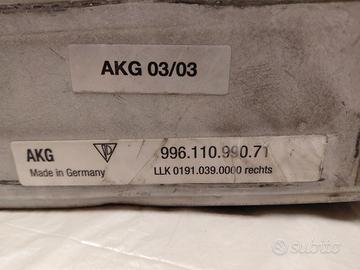 AKG 03/03
AKG
996.110.990.71
Made in Germany
LLK 0191.039.0000 rechts
subito